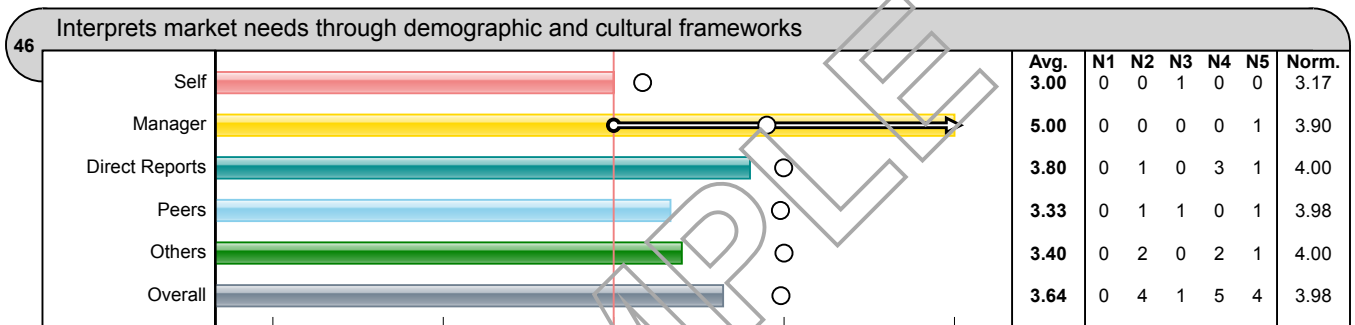 Interprets market needs through demographic and cultural frameworks
46
Avg. N1 N2 N3 N4 N5 Norm.
Self 3.00 0 0 1 0 0 3.17
Manager 5.00 0 0 0 0 1 3.90
Direct Reports 3.80 0 1 0 3 1 4.00
Peers 3.33 0 1 1 0 1 3.98
Others 3.40 0 2 0 2 1 4.00
Overall 3.64 0 4 1 5 4 3.98